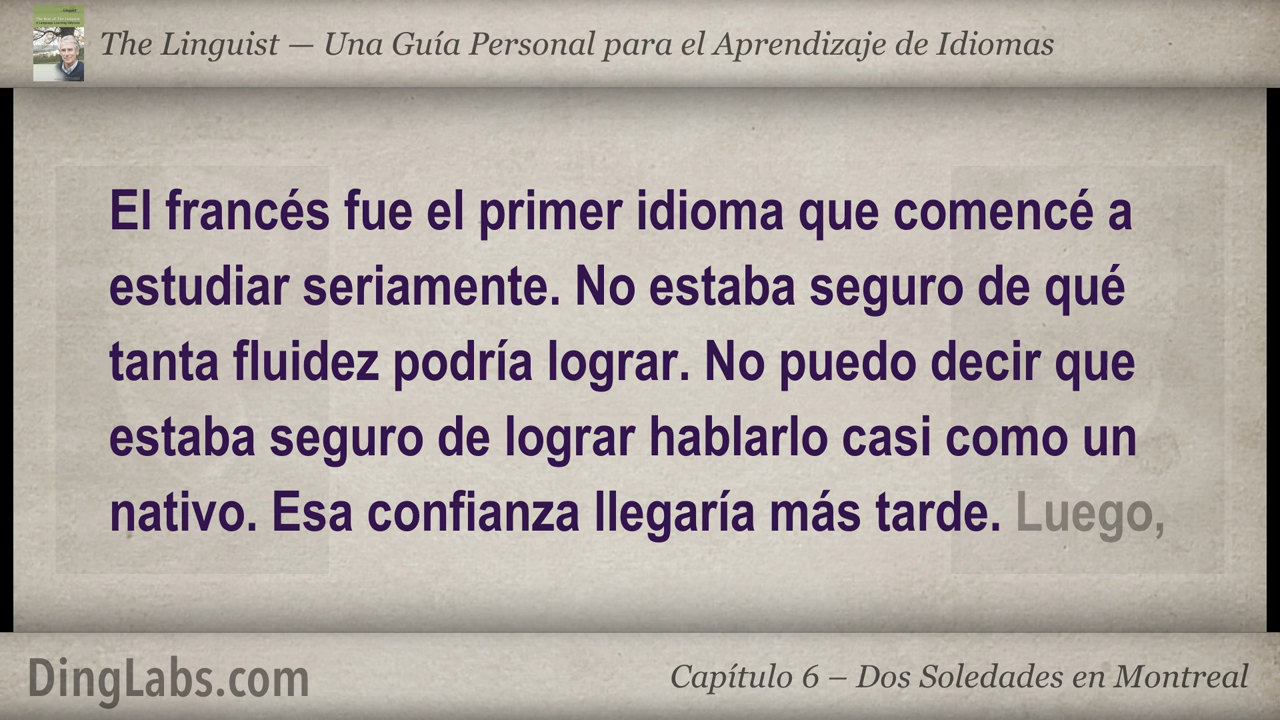 The Linguist — Una Guía Personal para el Aprendizaje de Idiomas
El francés fue el primer idioma que comencé a
estudiar seriamente. No estaba seguro de qué
tanta fluidez podría lograr. No puedo decir que
estaba seguro de lograr hablarlo casi como un
nativo. Esa confianza llegaría más tarde. Luego,
DingLabs.com
Capítulo 6 – Dos Soledades en Montreal